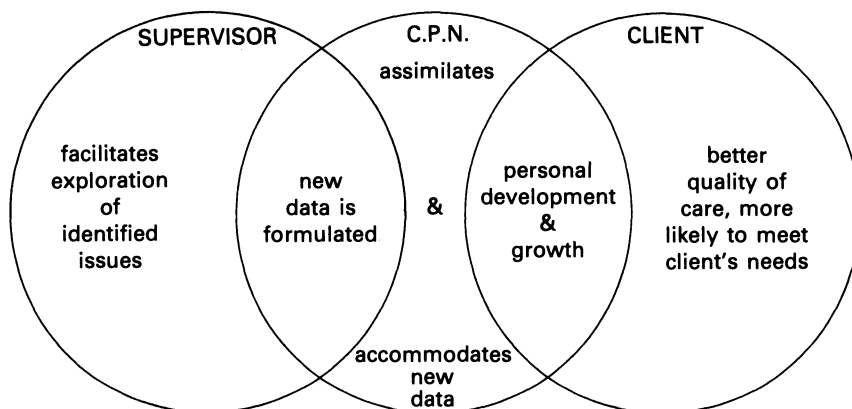 SUPERVISOR
facilitates
exploration
of
identified
issues
new
data is
formulated
C.P.N.
assimilates
&
accommodates
new
data
personal
development
&
growth
CLIENT
better
quality of
care, more
likely to meet
client's needs